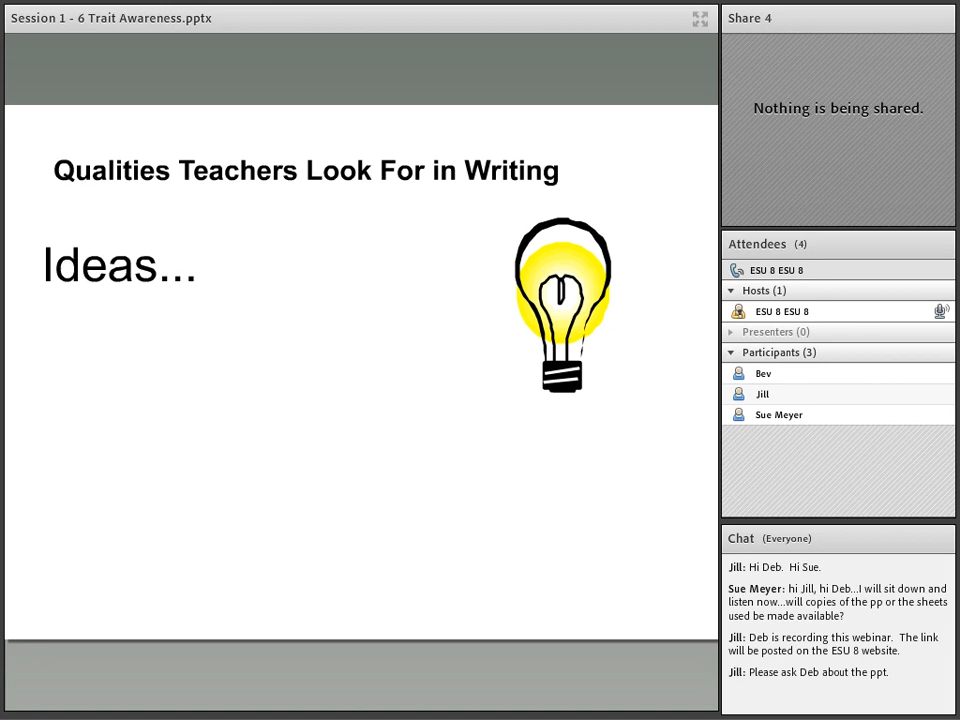 Session 1 - 6 Trait Awareness.pptx
Qualities Teachers Look For in Writing
Ideas...
Share 4
Nothing is being shared.
Attendees (4)
ESU 8 ESU 8
Hosts (1)
ESU 8 ESU 8
Presenters (0)
Participants (3)
Bev
Jill
Sue Meyer
Chat (Everyone)
Jill: Hi Deb.  Hi Sue.
Sue Meyer: hi Jill, hi Deb...I will sit down and
listen now...will copies of the pp or the sheets
used be made available?
Jill: Deb is recording this webinar.  The link
will be posted on the ESU 8 website.
Jill: Please ask Deb about the ppt.